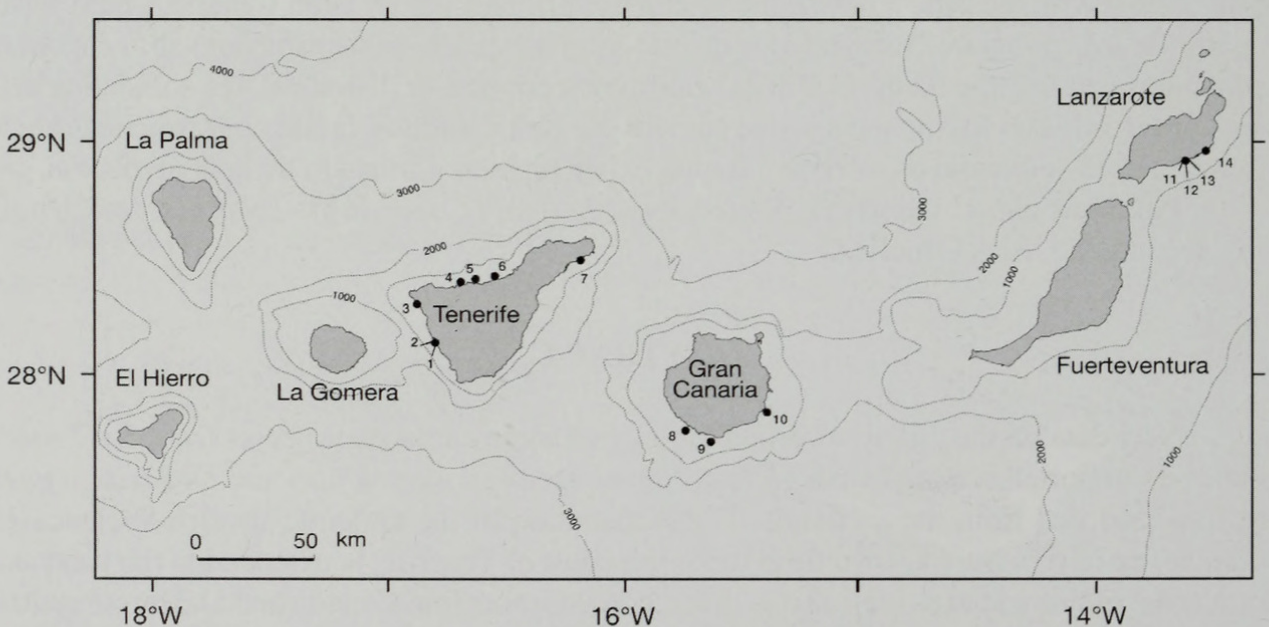 4000
Lanzarote
29°N
La Palma
14
11
13
12
3000
3000
2000
2000
6
5
4
7
1000
1000
3
Tenerife
2
1
28°N
El Hierro
La Gomera
Gran
Canaria
Fuerteventura
10
8
9
2000
1000
3000
0 50 km
18°W 16°W 14°W